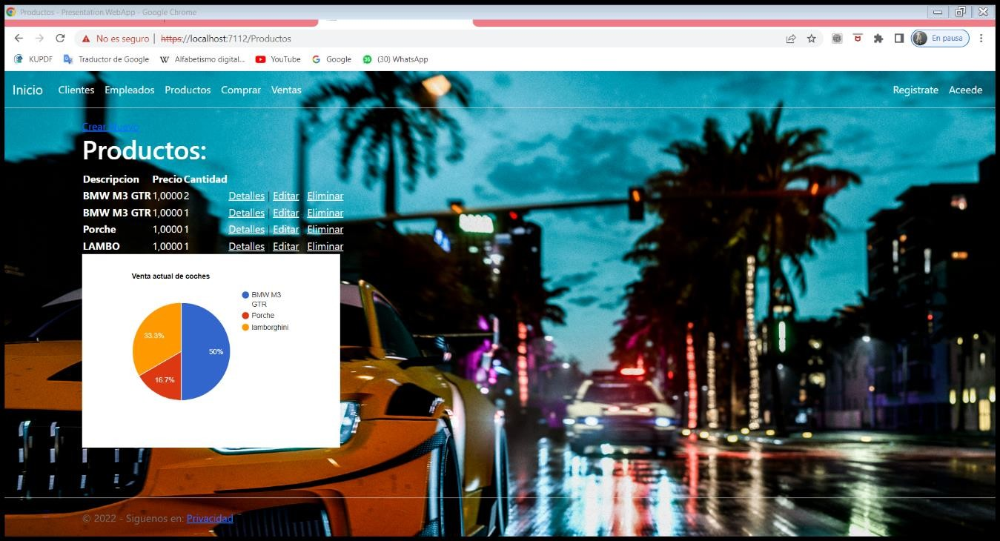 Productos - Presentation.WebApp - Google Chrome
No es seguro | https://localhost:7112/Productos En pausa
KUPDF Traductor de Google Alfabetismo digital... YouTube Google (30) WhatsApp
Inicio Clientes Empleados Productos Comprar Ventas Registrate Aceede
Crear Nuevo
Productos:
Descripcion Precio Cantidad
BMW M3 GTR 1,0000 2 Detalles | Editar | Eliminar
BMW M3 GTR 1,0000 1 Detalles | Editar | Eliminar
Porche 1,0000 1 Detalles | Editar | Eliminar
LAMBO 1,0000 1 Detalles | Editar | Eliminar
Venta actual de coches
BMW M3
GTR
Porche
lamborghini
33.3%
50%
16.7%
© 2022 - Siguenos en: Privacidad